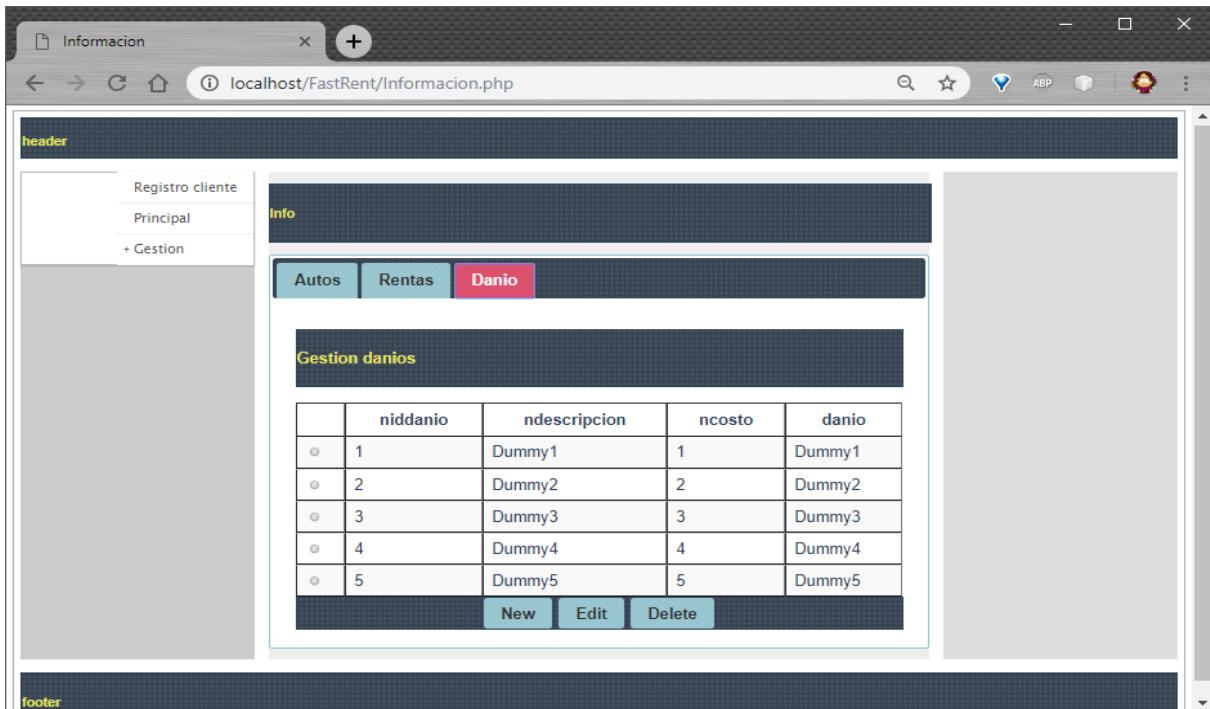 Informacion
localhost/FastRent/Informacion.php
ABP
header
Registro cliente
Principal
+ Gestion
Info
Autos Rentas Danio
Gestion danios
niddanio ndescripcion ncosto danio
1 Dummy1 1 Dummy1
2 Dummy2 2 Dummy2
3 Dummy3 3 Dummy3
4 Dummy4 4 Dummy4
5 Dummy5 5 Dummy5
New Edit Delete
footer